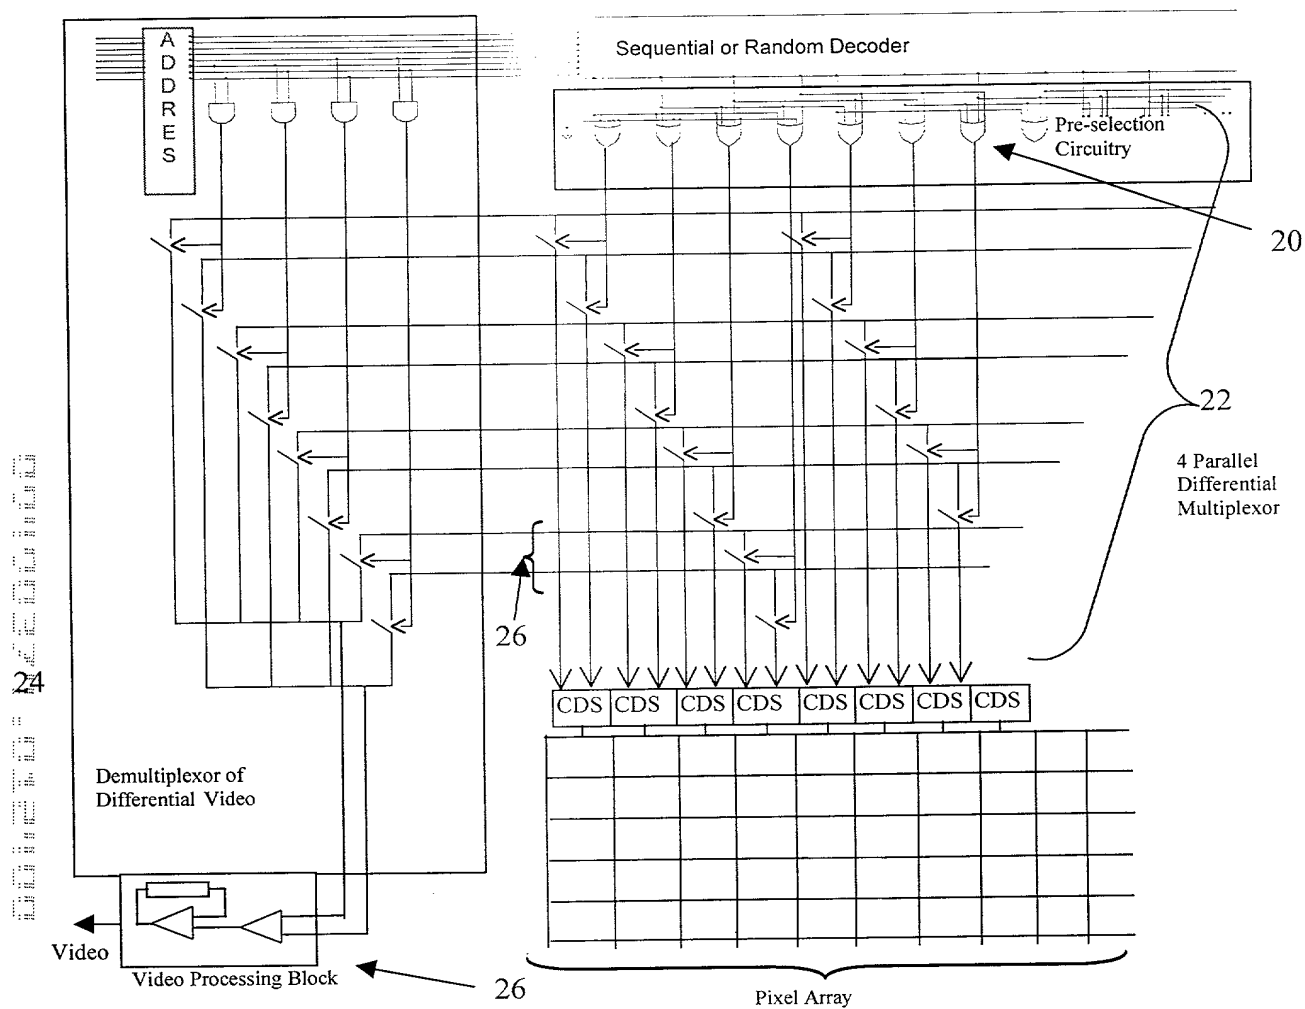 A
D
D
R
E
S
S
Sequential or Random Decoder
Pre-selection
Circuitry
20
22
4 Parallel
Differential
Multiplexor
26
24
CDS CDS CDS CDS CDS CDS CDS CDS
Demultiplexor of
Differential Video
Video
Video Processing Block
26
Pixel Array